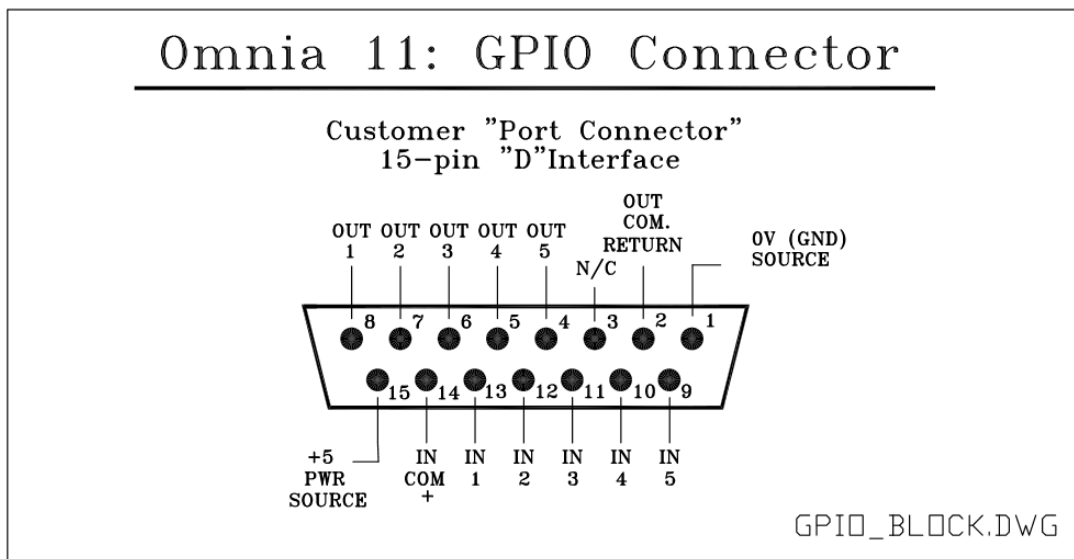 Omnia 11: GPIO Connector
Customer "Port Connector"
15-pin "D"Interface
OUT
COM.
RETURN
OUT OUT OUT OUT OUT
1 2 3 4 5
N/C
0V (GND)
SOURCE
8 7 6 5 4 3 2 1
15 14 13 12 11 10 9
+5
PWR
SOURCE
IN
COM
+
IN IN IN IN IN
1 2 3 4 5
GPIO_BLOCK.DWG